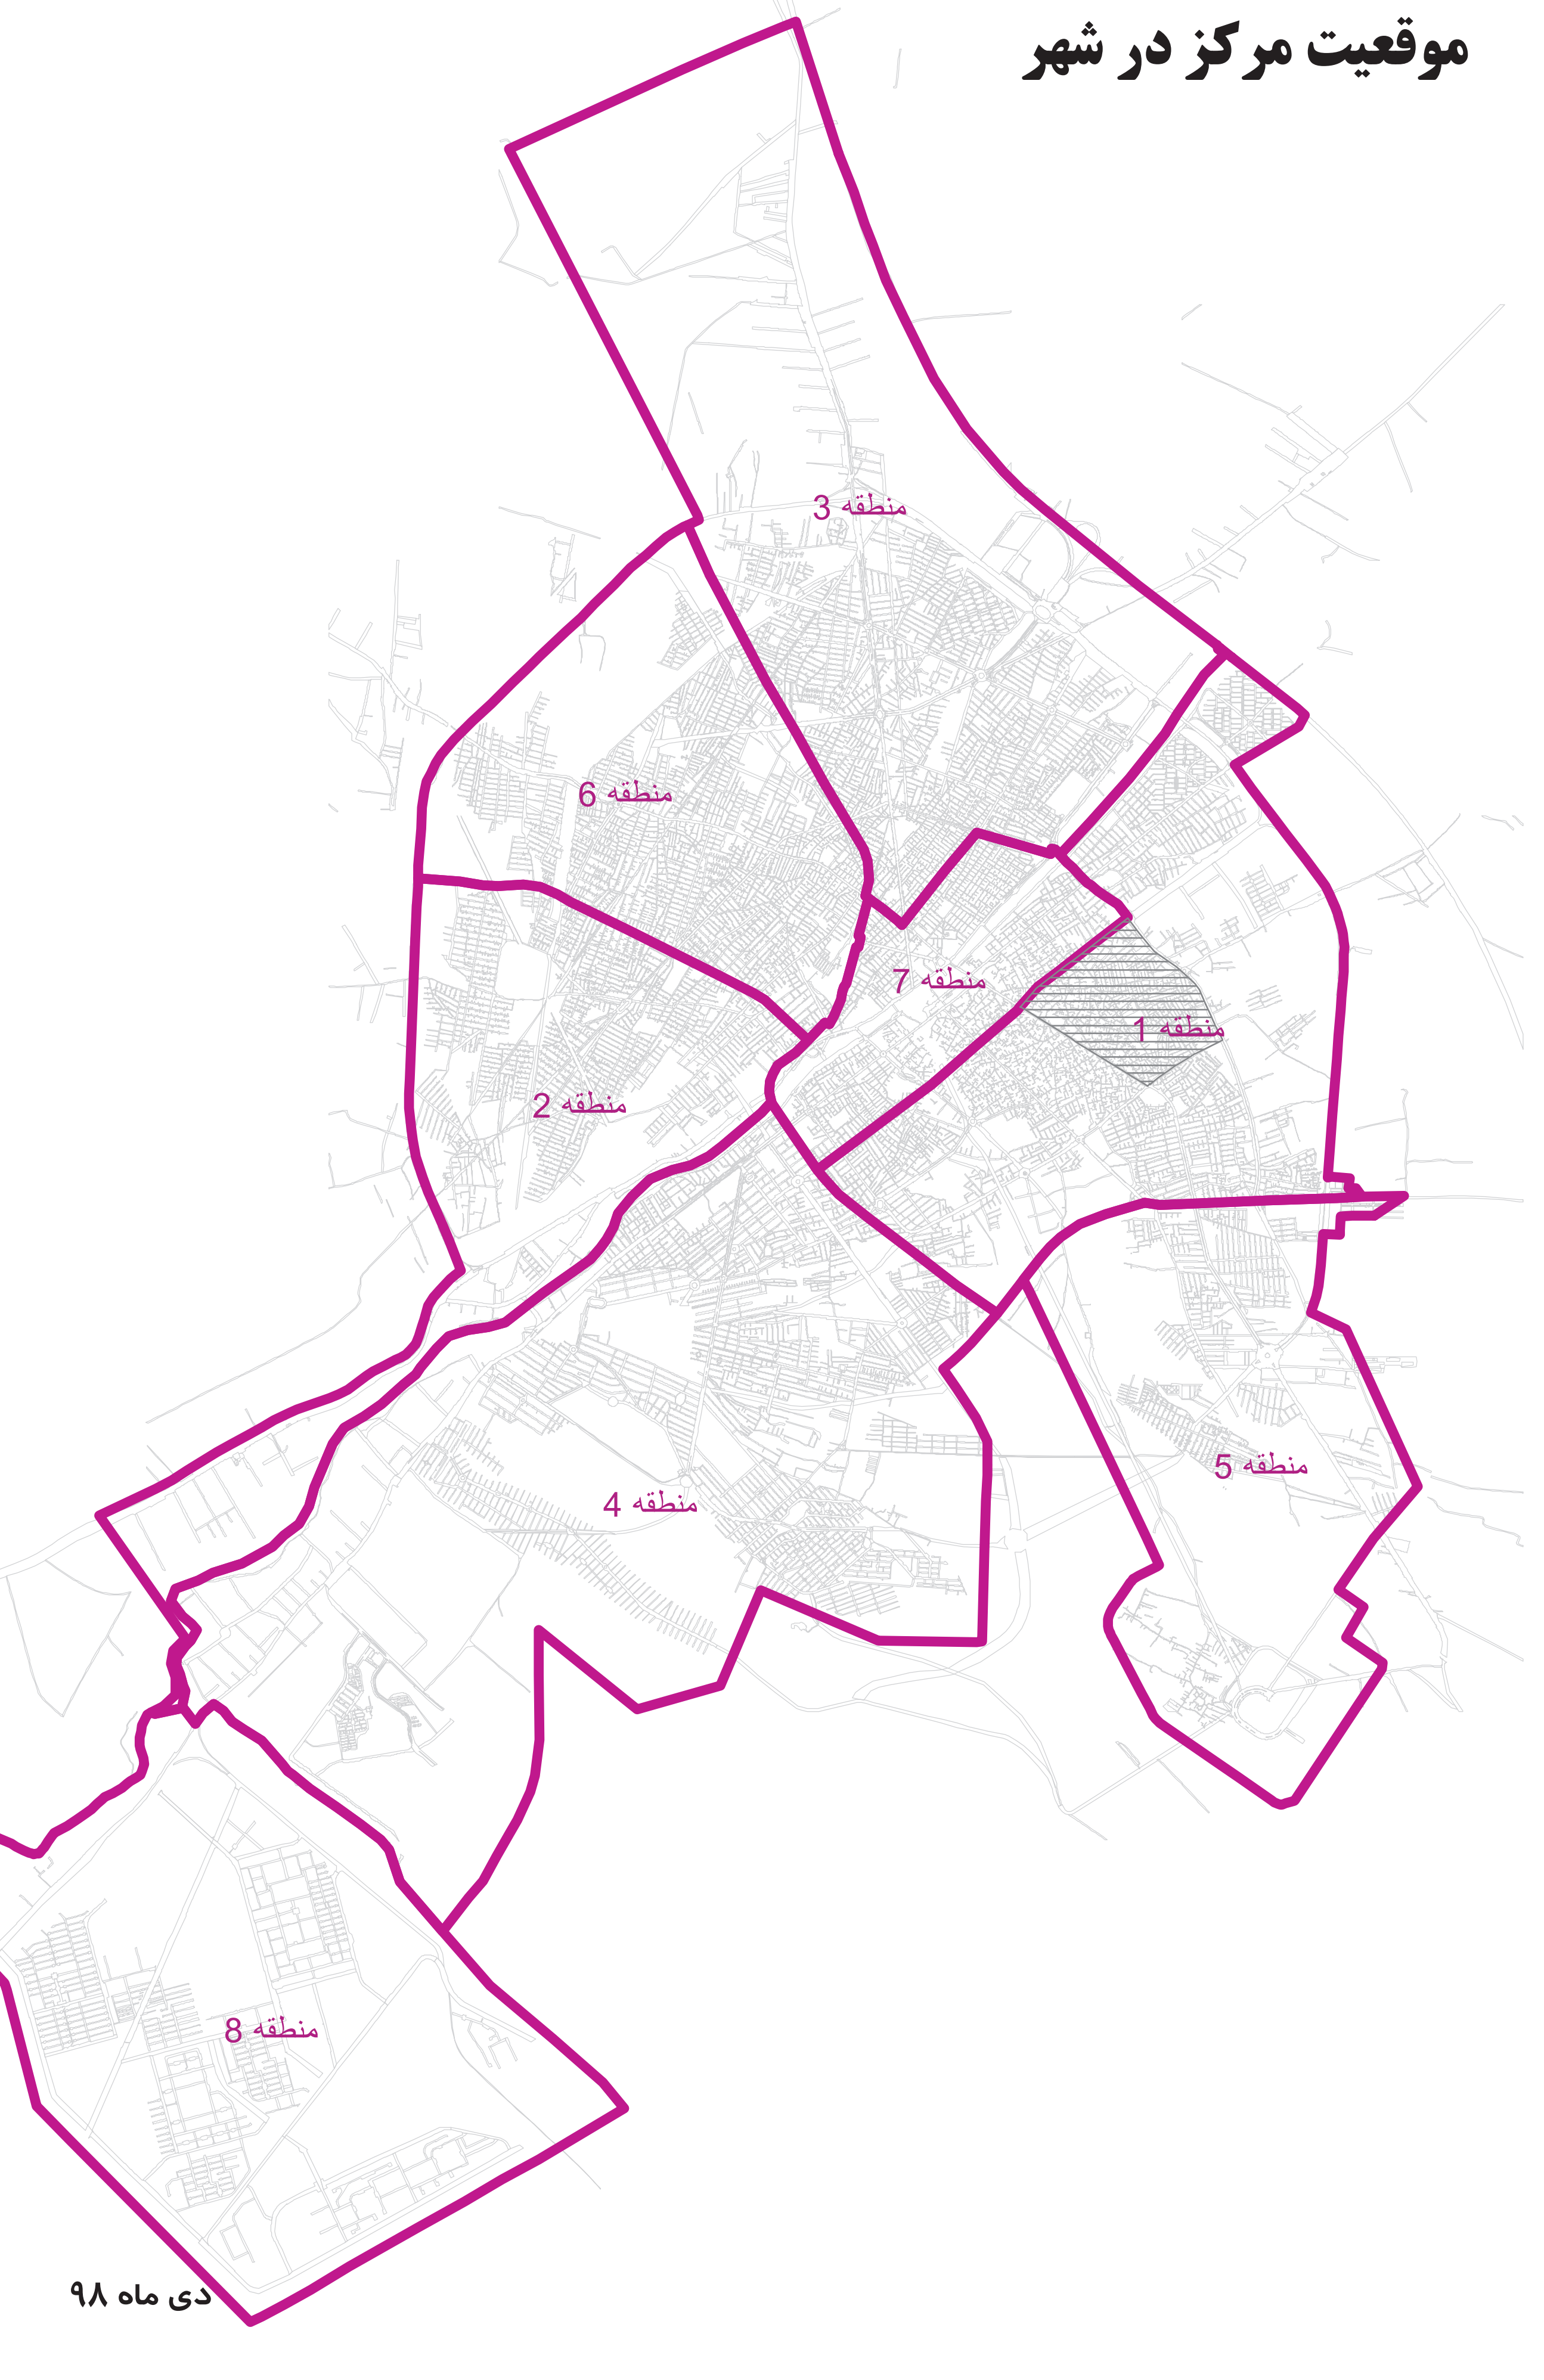 موقعیت مرکز در شهر
منطقه 3
منطقه 6
منطقه 7
منطقه 1
منطقه 2
منطقه 5
منطقه 4
منطقه 8
دی ماه ۹۸